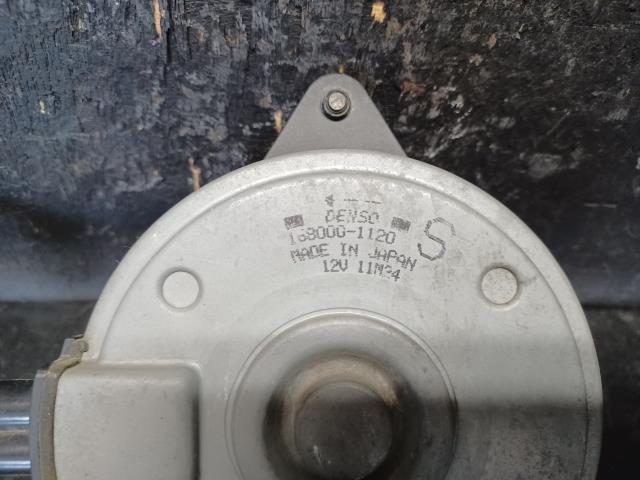 DENSO
168000-1120
S
MADE IN JAPAN
12V 11M24